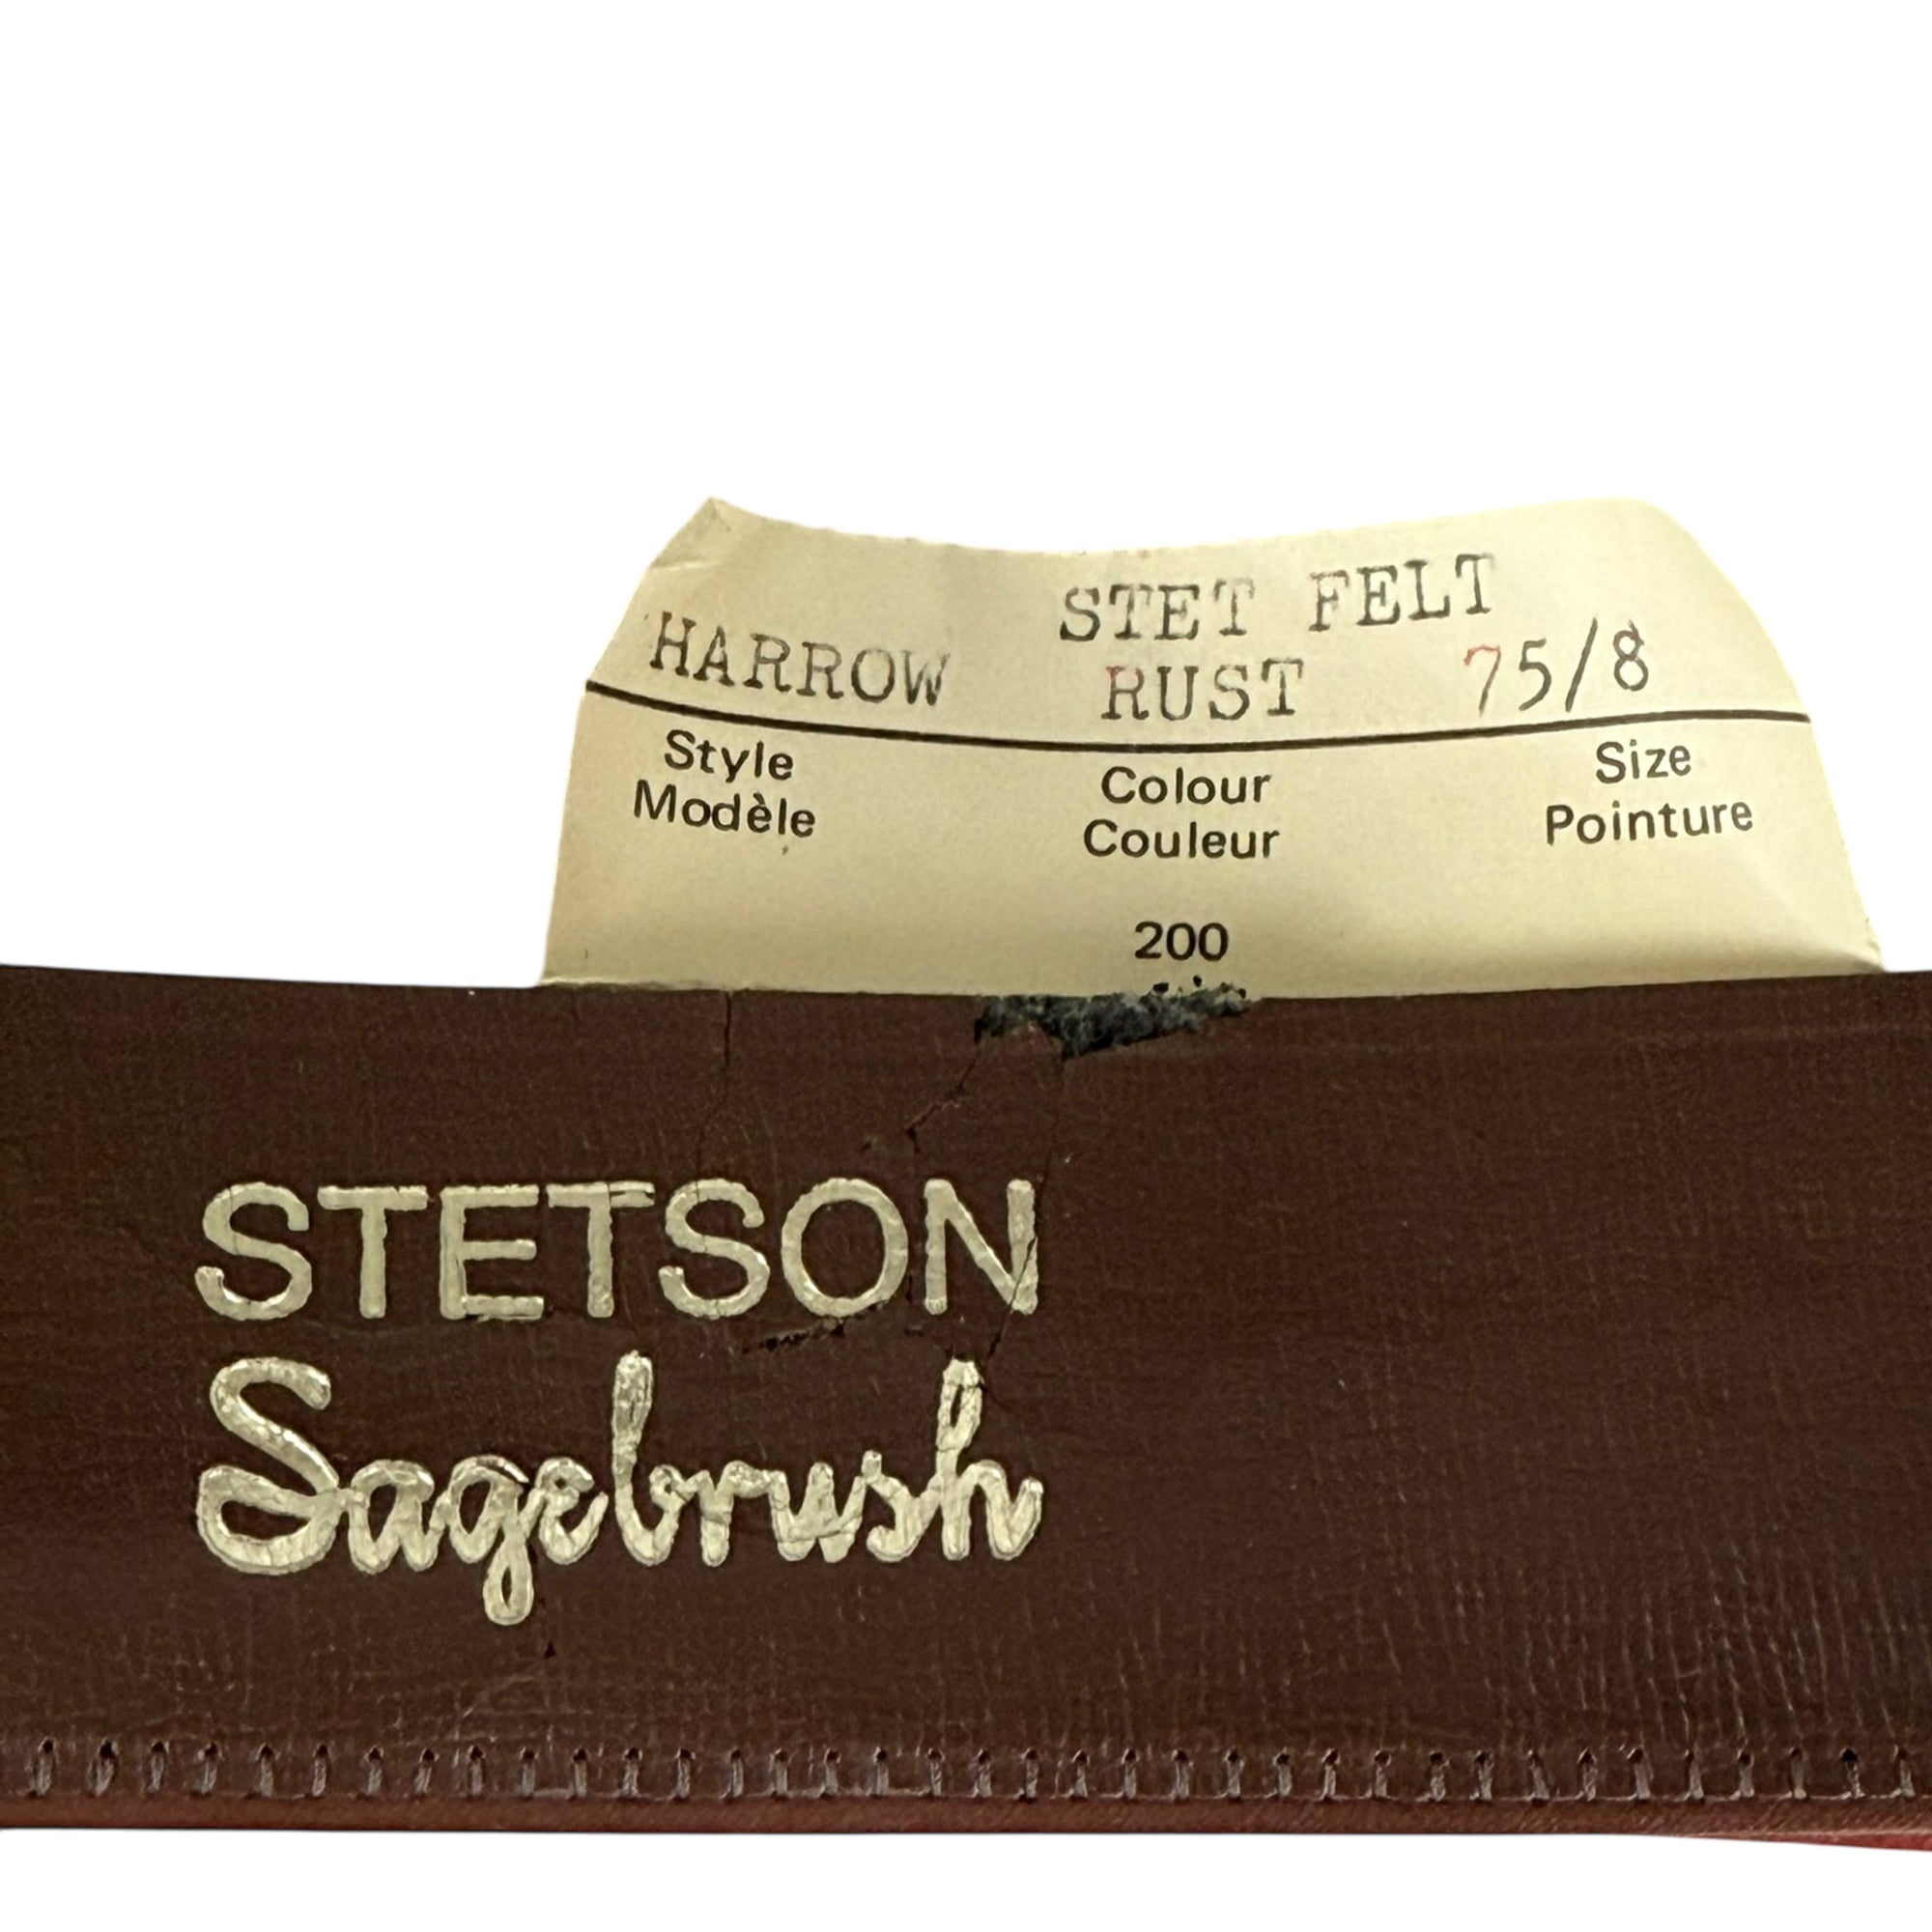 STET FELT
HARROW RUST 75/8
Style Colour Size
Modèle Couleur Pointure
200
STETSON
Sagebrush